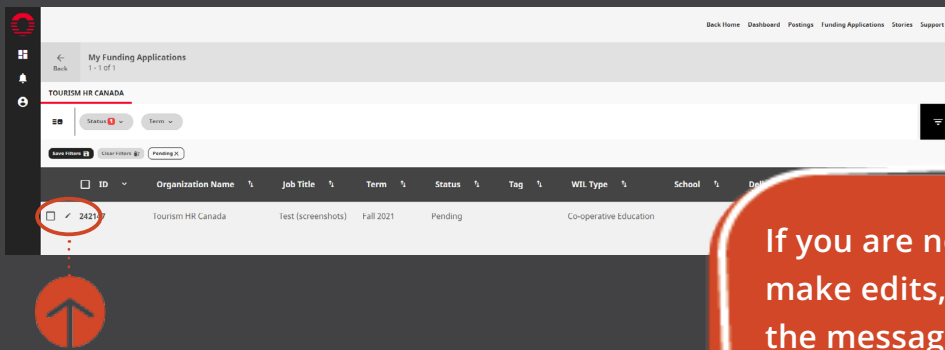 Back Home Dashboard Postings Funding Applications Stories Support
My Funding Applications
Back 1 - 1 of 1
TOURISM HR CANADA
Status 1 Term
Save Filters Clear Filters Pending X
ID Organization Name Job Title Term Status Tag WIL Type School
242147 Tourism HR Canada Test (screenshots) Fall 2021 Pending Co-operative Education
If you are
make edits,
the messag